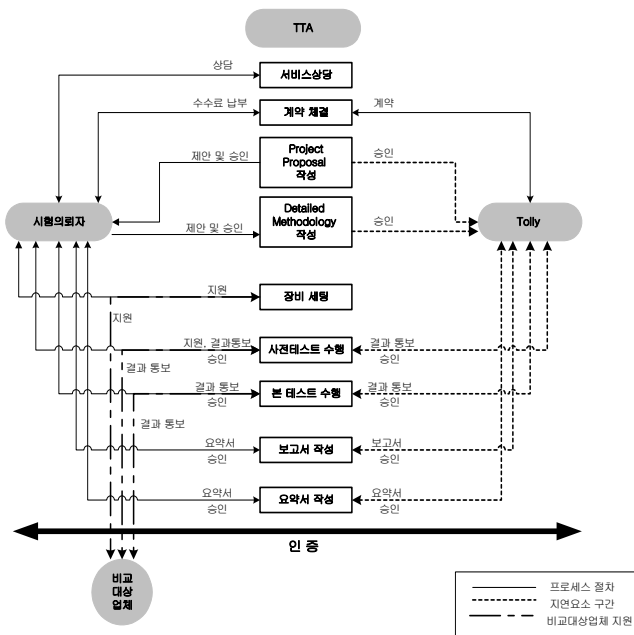 TTA
상담
서비스상담
수수료 납부
계약 체결
계약
제안 및 승인
Project
Proposal
작성
승인
시험의뢰자
Detailed
Methodology
작성
승인
Tolly
제안 및 승인
지원
장비 세팅
지원
지원, 결과통보
승인
사전테스트 수행
결과 통보
승인
결과 통보
결과 통보
승인
본 테스트 수행
결과 통보
승인
결과 통보
요약서
승인
보고서 작성
보고서
승인
요약서
승인
요약서 작성
요약서
승인
인 증
비교
대상
업체
프로세스 절차
지연요소 구간
비교대상업체 지원